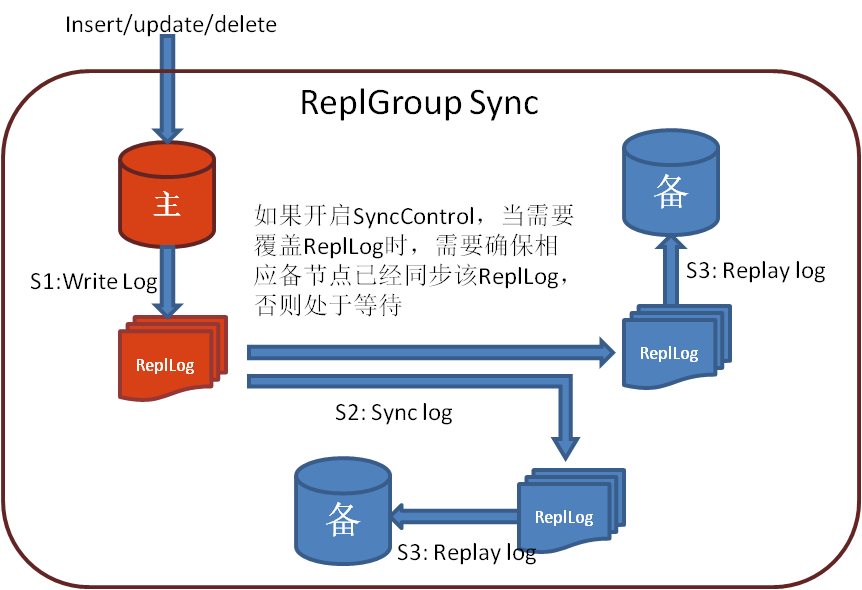 Insert/update/delete
ReplGroup Sync
主
备
如果开启SyncControl，当需要
覆盖ReplLog时，需要确保相
应备节点已经同步该ReplLog，
否则处于等待
S1:Write Log
S3: Replay log
ReplLog
ReplLog
S2: Sync log
备
ReplLog
S3: Replay log